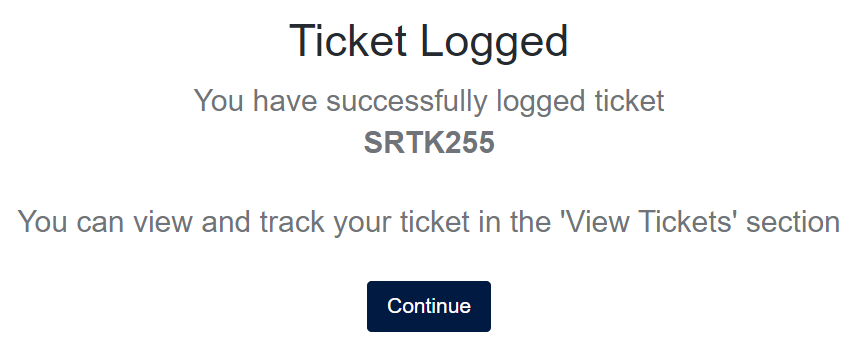 Ticket Logged
You have successfully logged ticket
SRTK255
You can view and track your ticket in the 'View Tickets' section
Continue